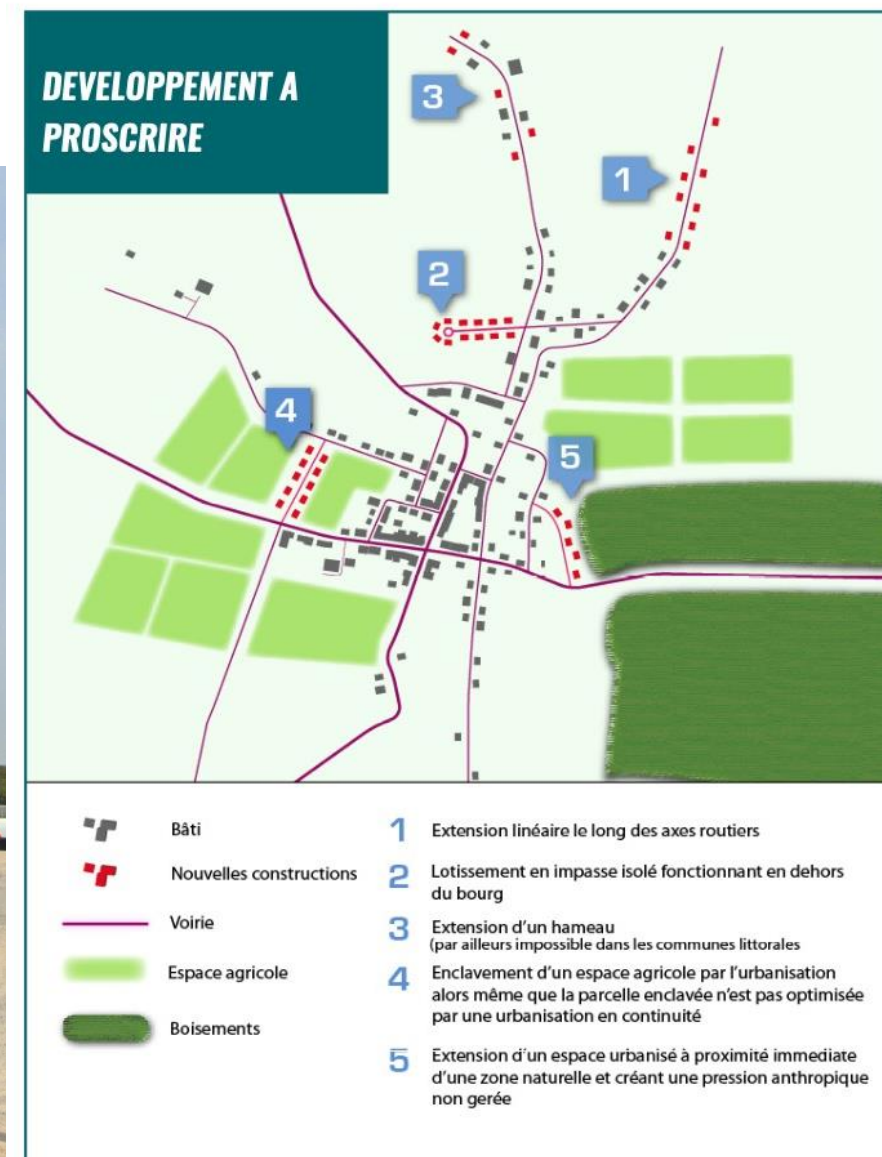 DEVELOPPEMENT A
PROSCRIRE
3
1
2
4
5
Bâti
Nouvelles constructions
Voirie
Espace agricole
Boisements
1 Extension linéaire le long des axes routiers
2 Lotissement en impasse isolé fonctionnant en dehors
du bourg
3 Extension d'un hameau
(par ailleurs impossible dans les communes littorales
4 Enclavement d'un espace agricole par l'urbanisation
alors même que la parcelle enclavée n'est pas optimisée
par une urbanisation en continuité
5 Extension d'un espace urbanisé à proximité immediate
d'une zone naturelle et créant une pression anthropique
non gerée